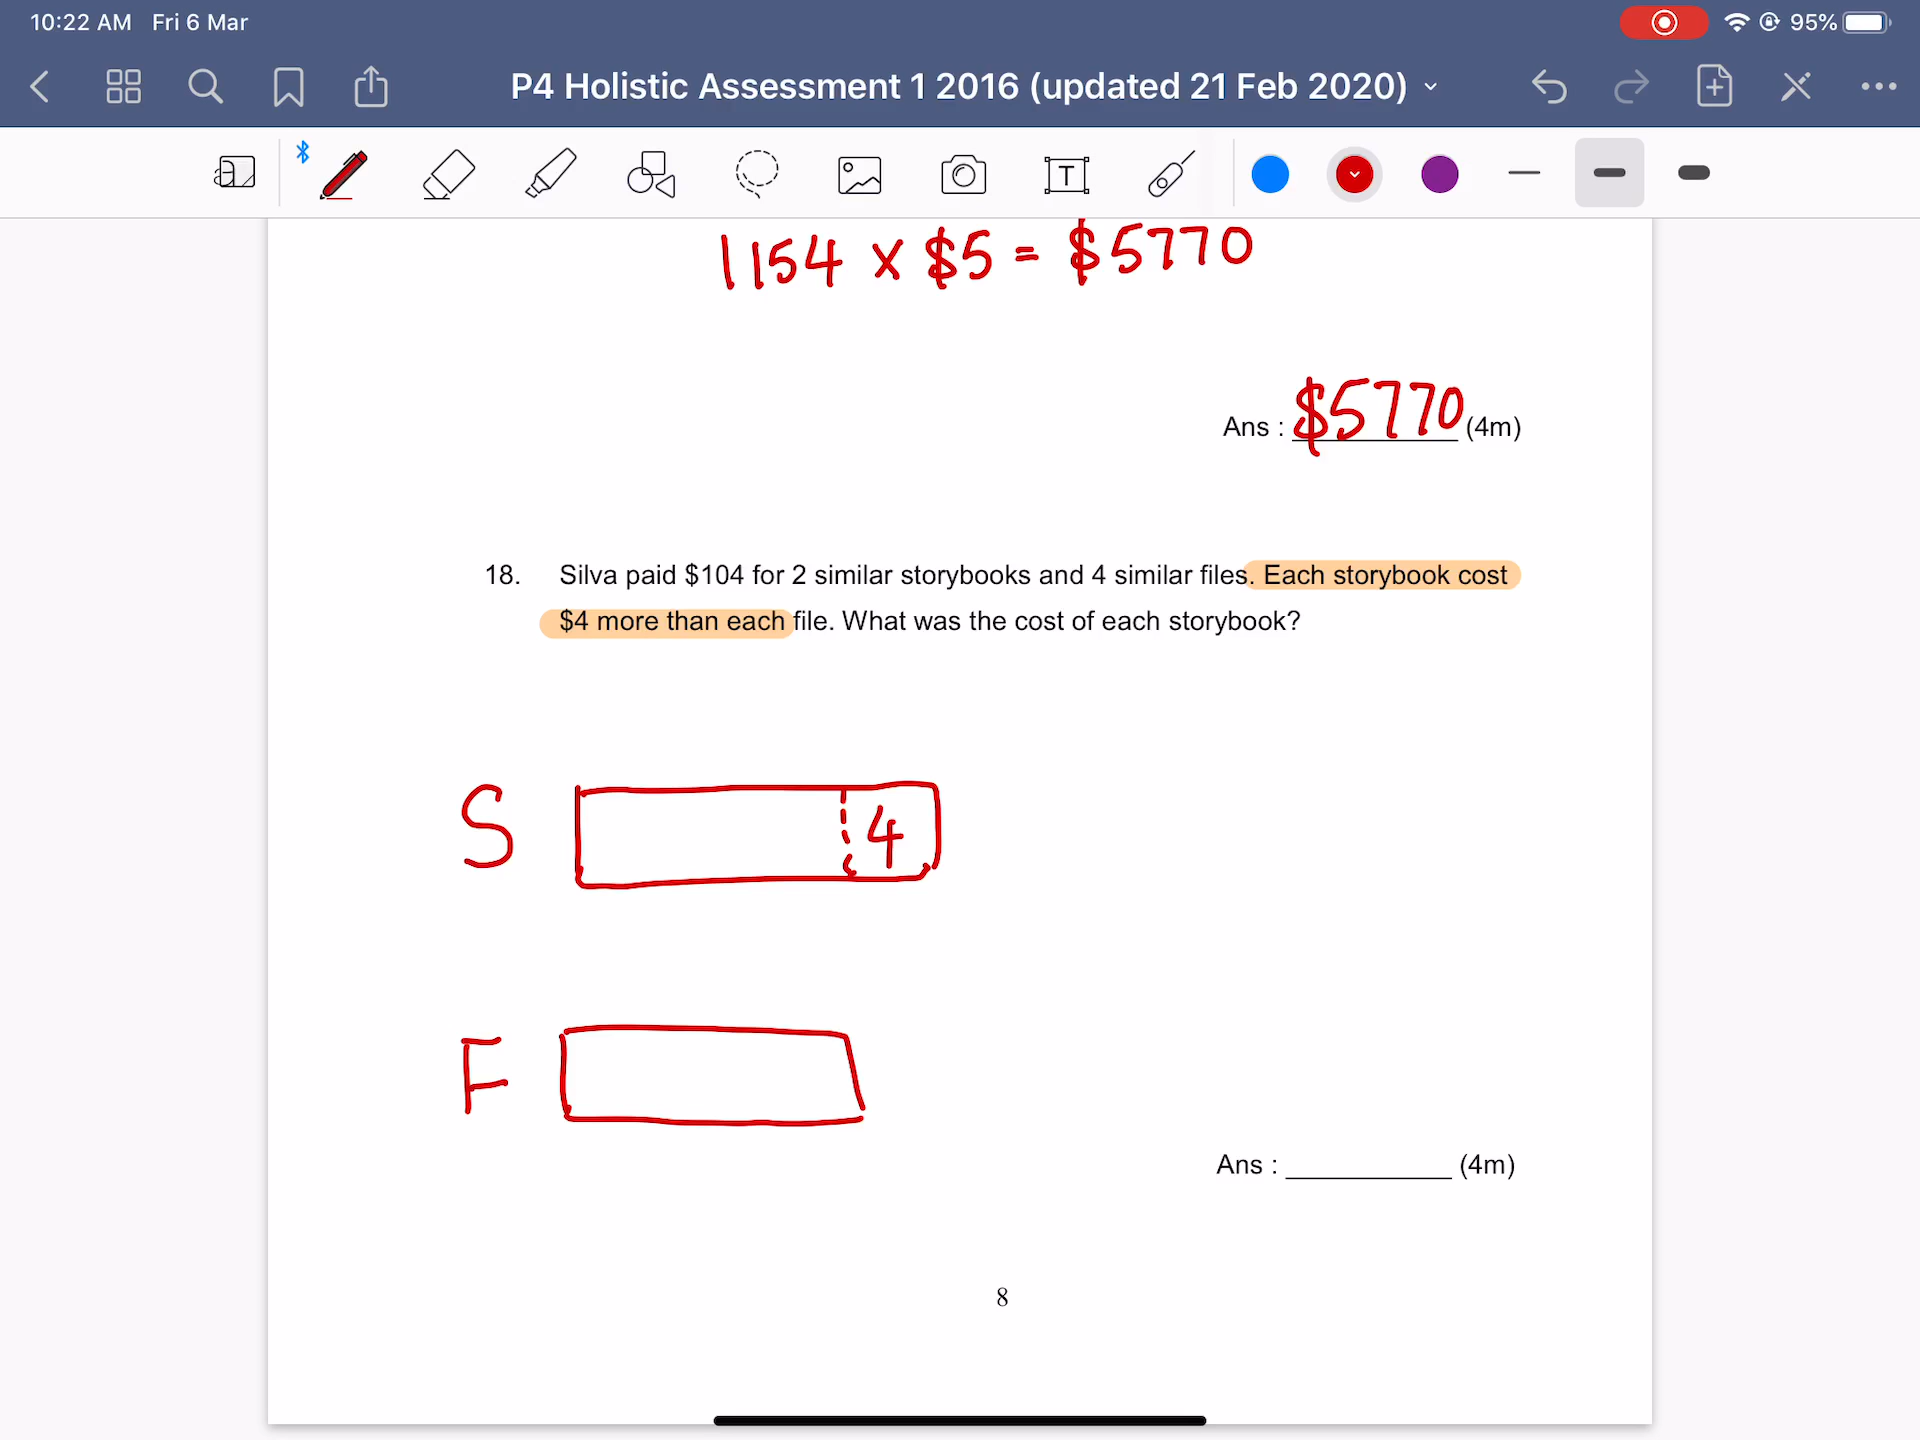 10:22 AM Fri 6 Mar 95%
P4 Holistic Assessment 1 2016 (updated 21 Feb 2020)
a
T
1154 x $5 = $5770
Ans : $5770 (4m)
18. Silva paid $104 for 2 similar storybooks and 4 similar files. Each storybook cost
$4 more than each file. What was the cost of each storybook?
S 4
F
Ans : __________ (4m)
8